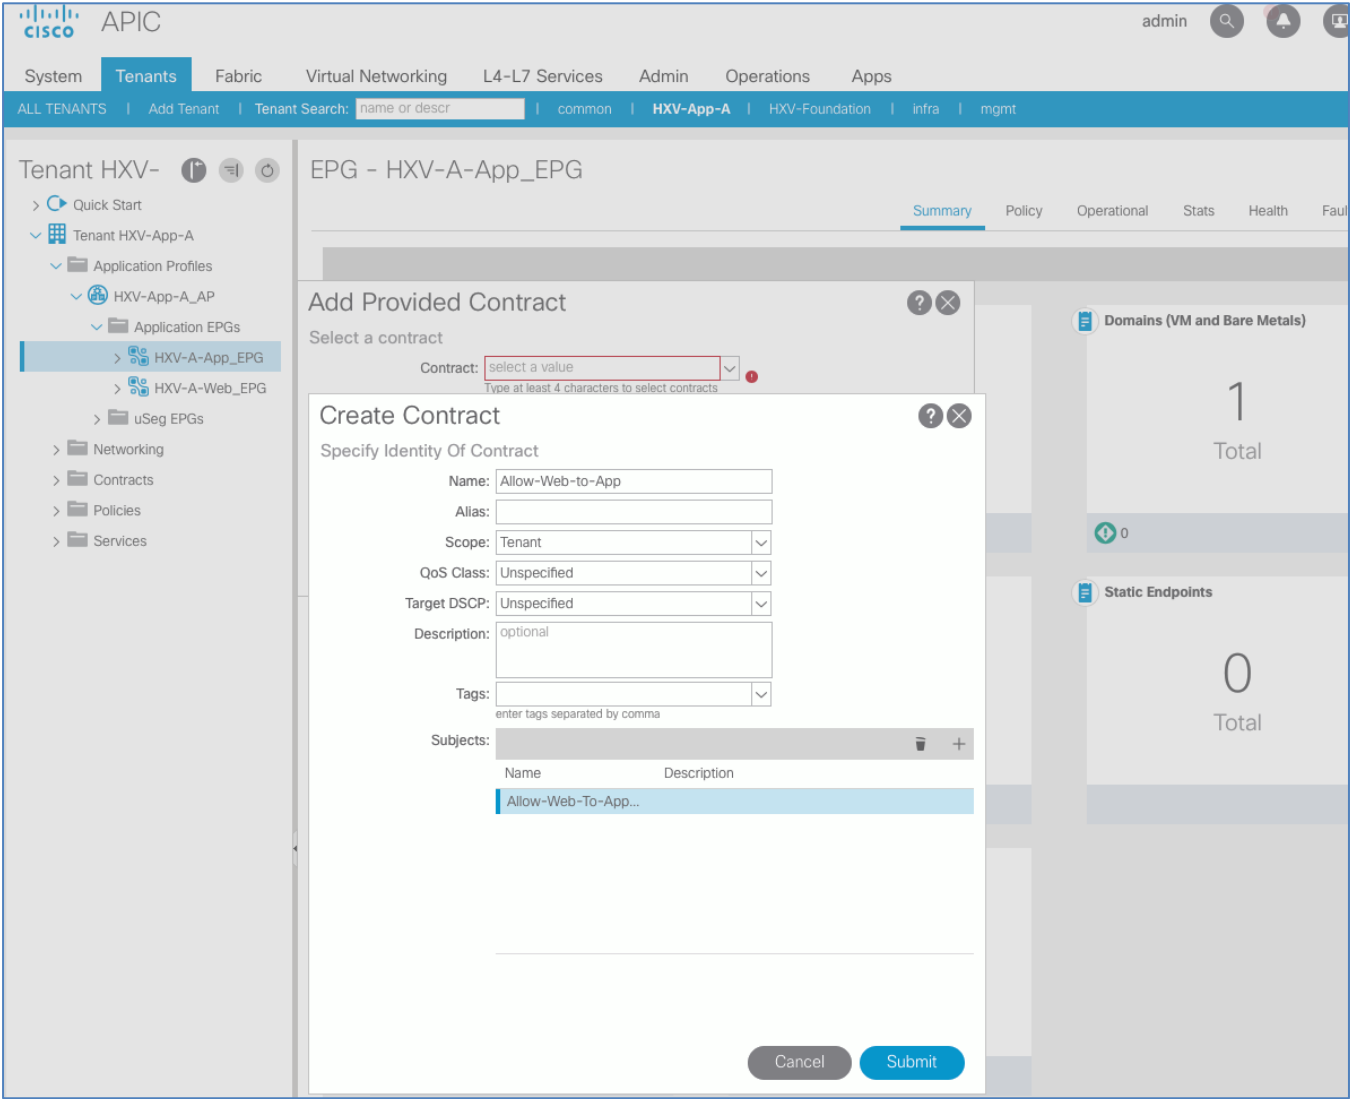 CISCO APIC admin
System Tenants Fabric Virtual Networking L4-L7 Services Admin Operations Apps
ALL TENANTS | Add Tenant | Tenant Search: name or descr | common | HXV-App-A | HXV-Foundation | infra | mgmt
Tenant HXV-
Quick Start
Tenant HXV-App-A
Application Profiles
HXV-App-A_AP
Application EPGs
HXV-A-App_EPG
HXV-A-Web_EPG
uSeg EPGs
Networking
Contracts
Policies
Services
EPG - HXV-A-App_EPG
Summary Policy Operational Stats Health Faul
Add Provided Contract
Select a contract
Contract: select a value
Type at least 4 characters to select contracts
Create Contract
Specify Identity Of Contract
Name: Allow-Web-to-App
Alias:
Scope: Tenant
QoS Class: Unspecified
Target DSCP: Unspecified
Description: optional
Tags:
enter tags separated by comma
Subjects:
Name Description
Allow-Web-To-App...
Cancel Submit
Domains (VM and Bare Metals)
1
Total
0
Static Endpoints
0
Total